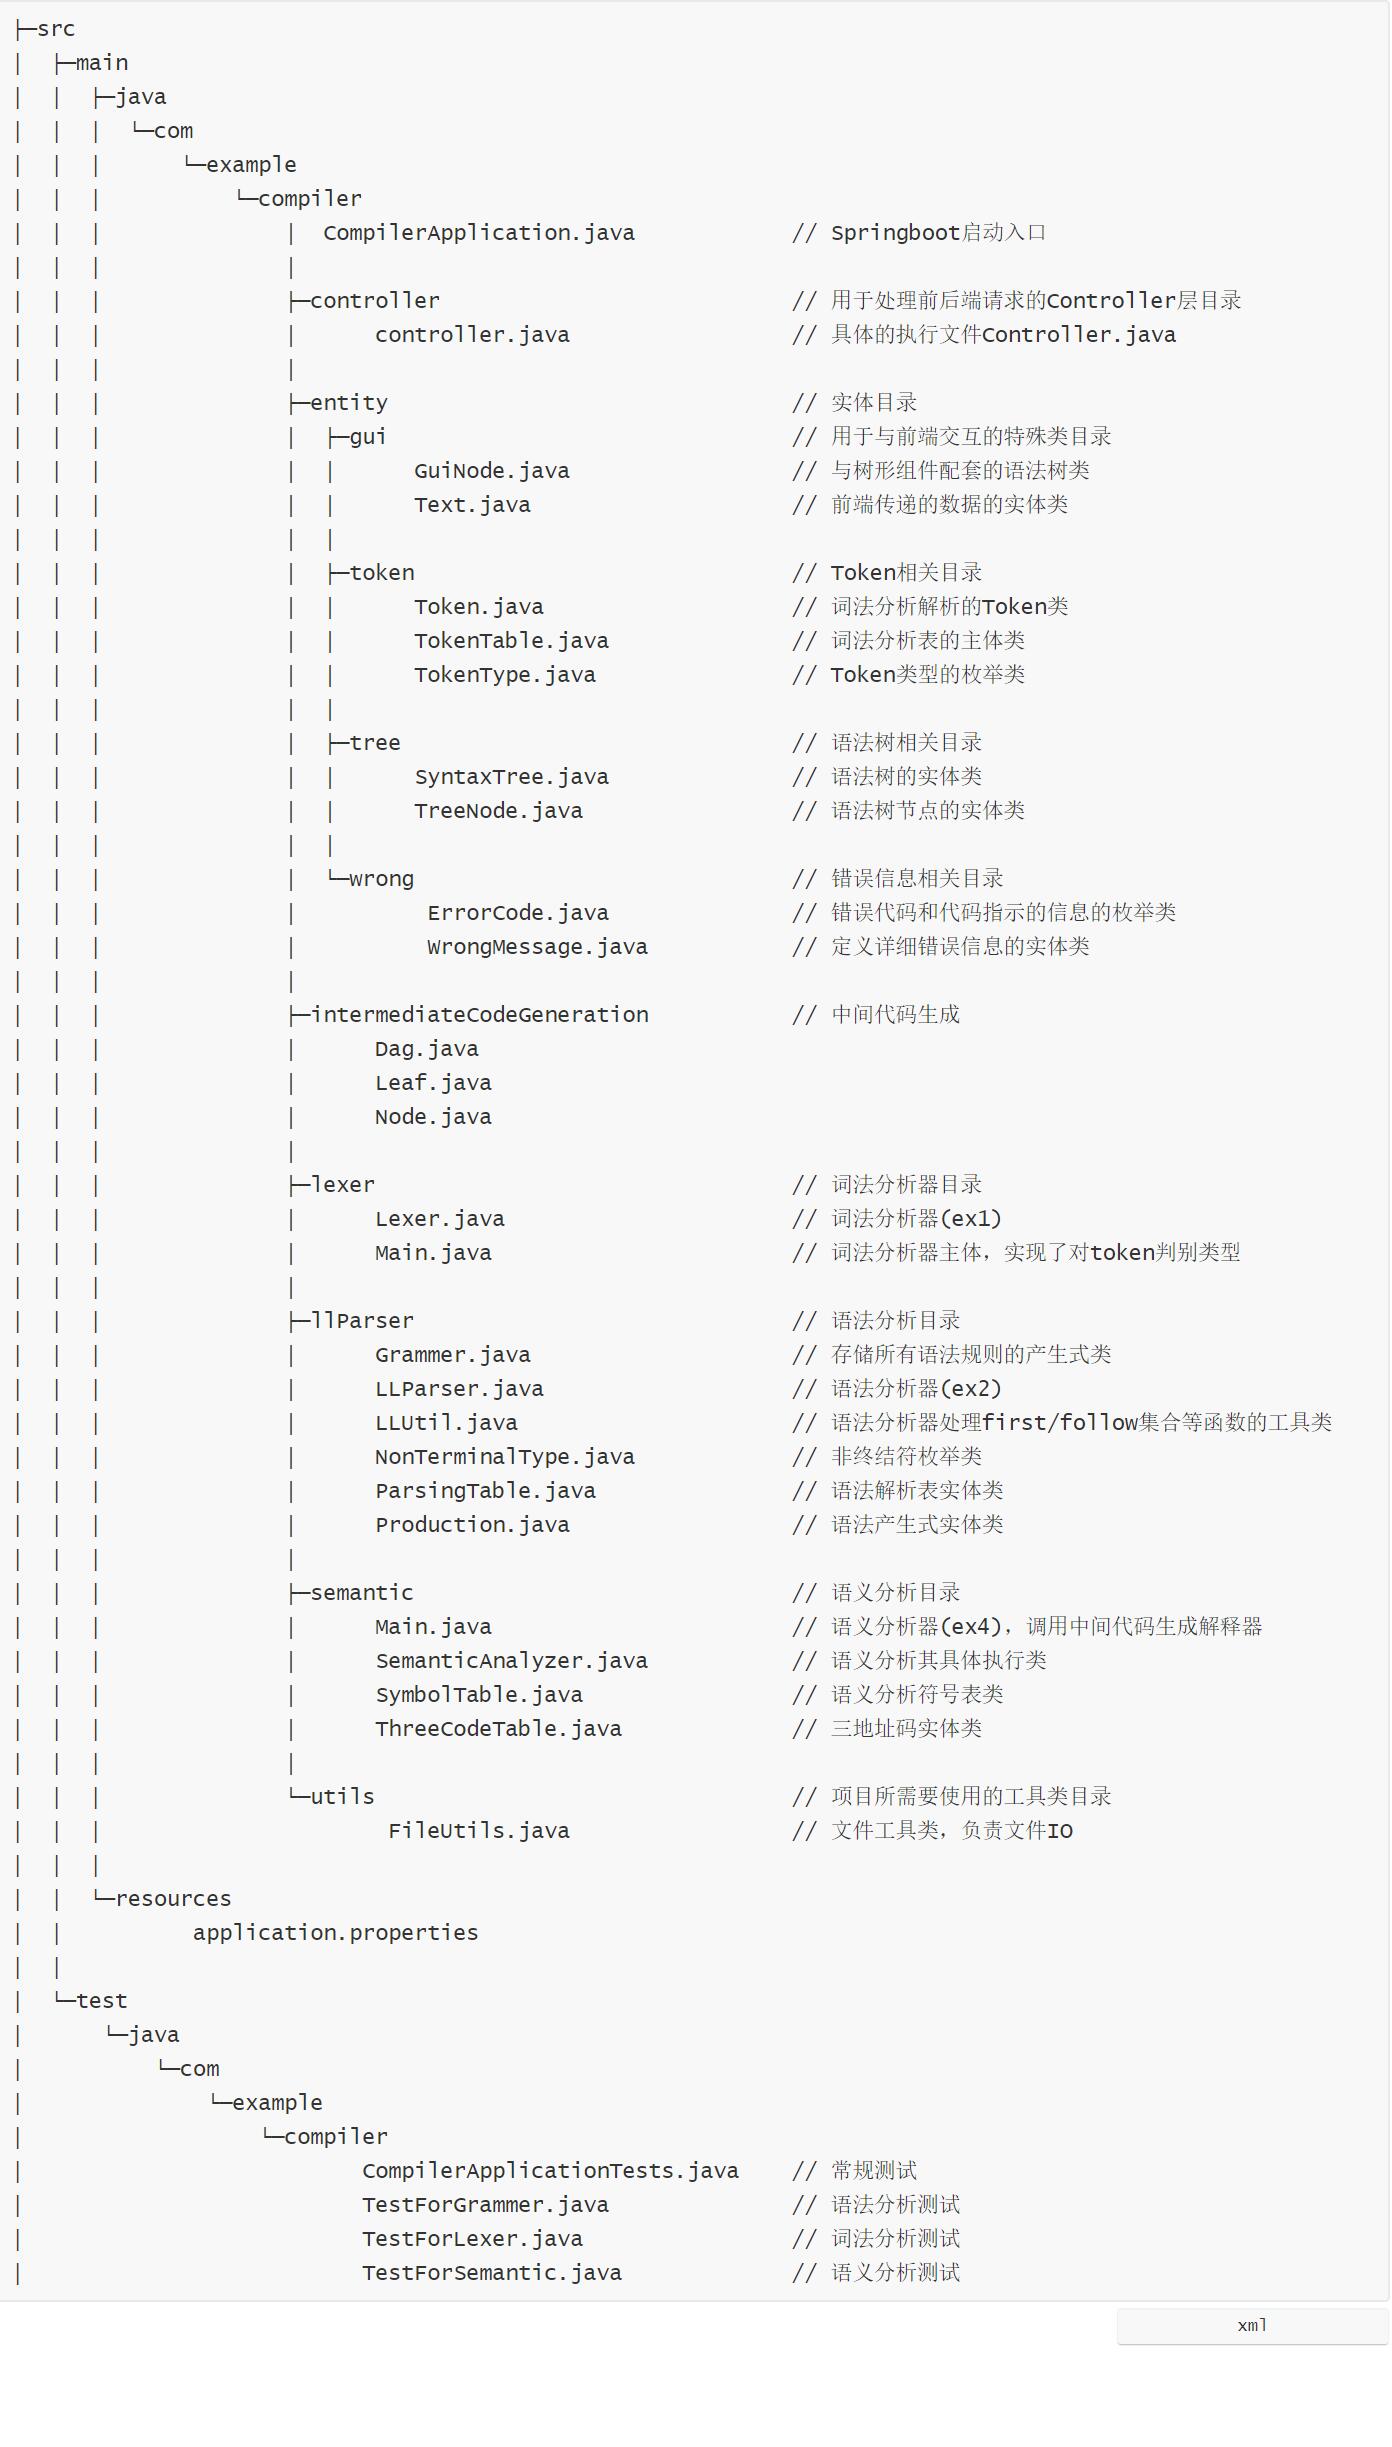 ├─src
│  ├─main
│  │  ├─java
│  │  │  └─com
│  │  │      └─example
│  │  │          └─compiler
│  │  │              │  CompilerApplication.java            // Springboot启动入口
│  │  │              │
│  │  │              ├─controller                           // 用于处理前后端请求的Controller层目录
│  │  │              │      controller.java                 // 具体的执行文件Controller.java
│  │  │              │
│  │  │              ├─entity                               // 实体目录
│  │  │              │  ├─gui                               // 用于与前端交互的特殊类目录
│  │  │              │  │      GuiNode.java                 // 与树形组件配套的语法树类
│  │  │              │  │      Text.java                    // 前端传递的数据的实体类
│  │  │              │  │
│  │  │              │  ├─token                             // Token相关目录
│  │  │              │  │      Token.java                   // 词法分析解析的Token类
│  │  │              │  │      TokenTable.java              // 词法分析表的主体类
│  │  │              │  │      TokenType.java               // Token类型的枚举类
│  │  │              │  │
│  │  │              │  ├─tree                              // 语法树相关目录
│  │  │              │  │      SyntaxTree.java              // 语法树的实体类
│  │  │              │  │      TreeNode.java                // 语法树节点的实体类
│  │  │              │  │
│  │  │              │  └─wrong                             // 错误信息相关目录
│  │  │              │          ErrorCode.java              // 错误代码和代码指示的信息的枚举类
│  │  │              │          WrongMessage.java           // 定义详细错误信息的实体类
│  │  │              │
│  │  │              ├─intermediateCodeGeneration           // 中间代码生成
│  │  │              │      Dag.java
│  │  │              │      Leaf.java
│  │  │              │      Node.java
│  │  │              │
│  │  │              ├─lexer                                // 词法分析器目录
│  │  │              │      Lexer.java                      // 词法分析器(ex1)
│  │  │              │      Main.java                       // 词法分析器主体，实现了对token判别类型
│  │  │              │
│  │  │              ├─llParser                             // 语法分析目录
│  │  │              │      Grammer.java                    // 存储所有语法规则的产生式类
│  │  │              │      LLParser.java                   // 语法分析器(ex2)
│  │  │              │      LLUtil.java                     // 语法分析器处理first/follow集合等函数的工具类
│  │  │              │      NonTerminalType.java            // 非终结符枚举类
│  │  │              │      ParsingTable.java               // 语法解析表实体类
│  │  │              │      Production.java                 // 语法产生式实体类
│  │  │              │
│  │  │              ├─semantic                             // 语义分析目录
│  │  │              │      Main.java                       // 语义分析器(ex4)，调用中间代码生成解释器
│  │  │              │      SemanticAnalyzer.java           // 语义分析其具体执行类
│  │  │              │      SymbolTable.java                // 语义分析符号表类
│  │  │              │      ThreeCodeTable.java             // 三地址码实体类
│  │  │              │
│  │  │              └─utils                                // 项目所需要使用的工具类目录
│  │  │                      FileUtils.java                 // 文件工具类，负责文件IO
│  │  │
│  │  └─resources
│  │          application.properties
│  │
│  └─test
│      └─java
│          └─com
│              └─example
│                  └─compiler
│                          CompilerApplicationTests.java    // 常规测试
│                          TestForGrammer.java              // 语法分析测试
│                          TestForLexer.java                // 词法分析测试
│                          TestForSemantic.java             // 语义分析测试
xml